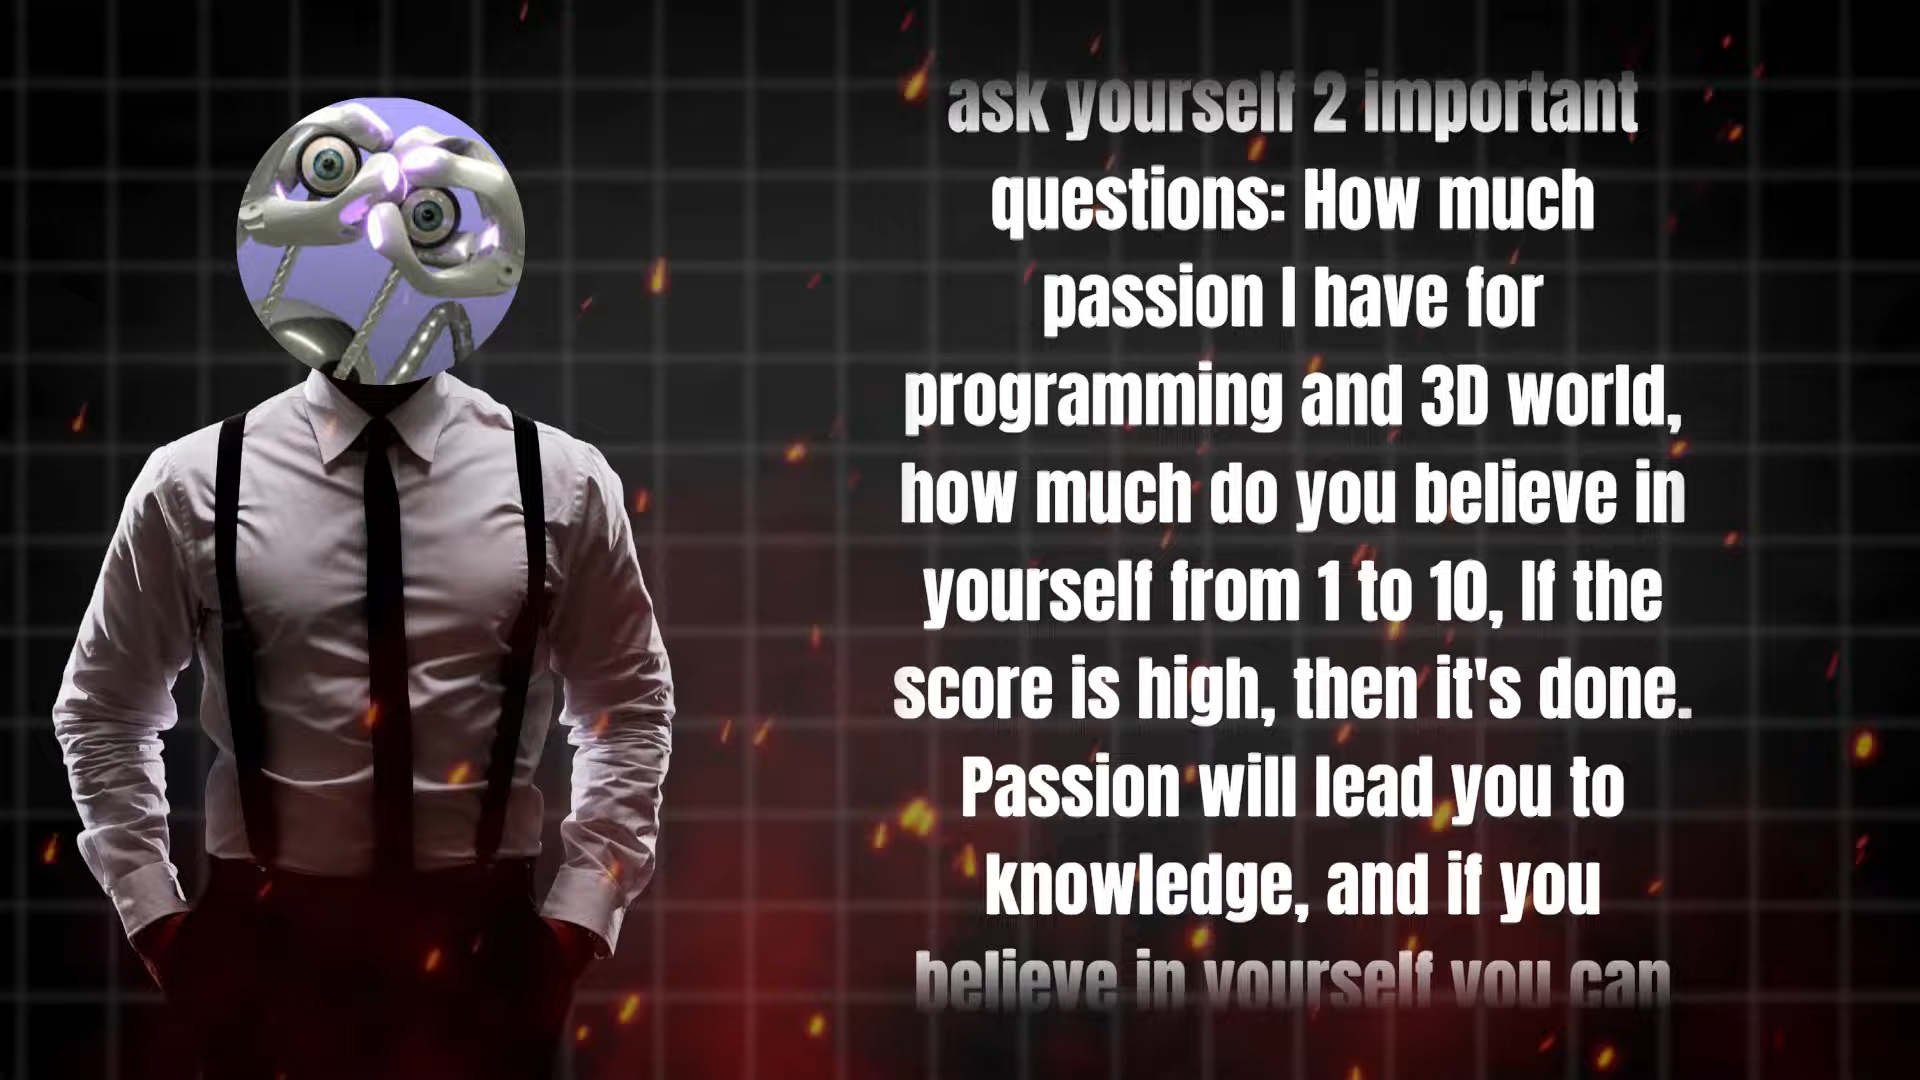 ask yourself 2 important
questions: How much
passion I have for
programming and 3D world,
how much do you believe in
yourself from 1 to 10, If the
score is high, then it's done.
Passion will lead you to
knowledge, and if you
believe in yourself you can